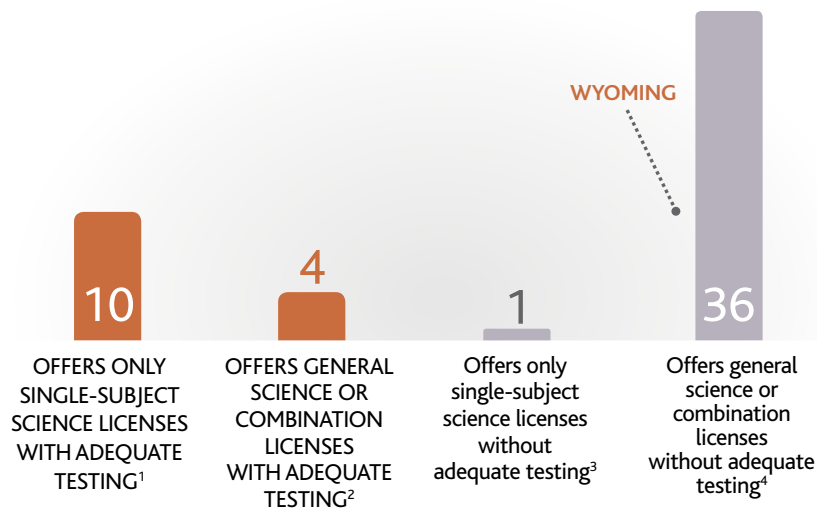 WYOMING
10
4
1
36
OFFERS ONLY
SINGLE-SUBJECT
SCIENCE LICENSES
WITH ADEQUATE
TESTING¹
OFFERS GENERAL
SCIENCE OR
COMBINATION
LICENSES
WITH ADEQUATE
TESTING²
Offers only
single-subject
science licenses
without
adequate testing³
Offers general
science or
combination
licenses
without adequate
testing⁴